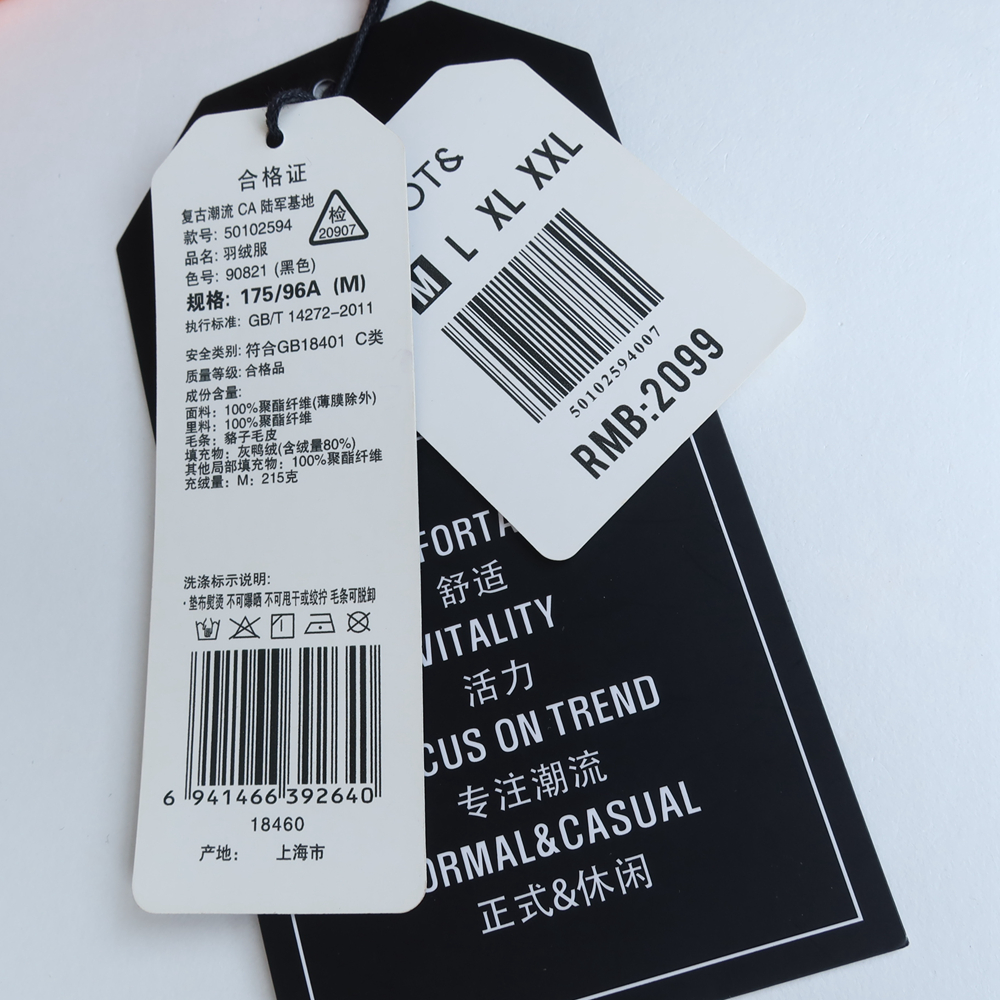 合格证
复古潮流 CA 陆军基地
检
20907
款号: 50102594
品名: 羽绒服
色号: 90821 (黑色)
规格: 175/96A (M)
执行标准: GB/T 14272-2011
安全类别: 符合GB18401 C类
质量等级: 合格品
成份含量:
面料: 100%聚酯纤维(薄膜除外)
里料: 100%聚酯纤维
毛条: 貉子毛皮
填充物: 灰鸭绒(含绒量80%)
其他局部填充物: 100%聚酯纤维
充绒量: M: 215克
洗涤标示说明:
·垫布熨烫 不可曝晒 不可甩干或绞拧 毛条可脱卸
6 941466 392640
18460
产地: 上海市
OT&
M L XL XXL
50102594007
RMB:2099
FORTA
舒适
VITALITY
活力
CUS ON TREND
专注潮流
ORMAL&CASUAL
正式&休闲